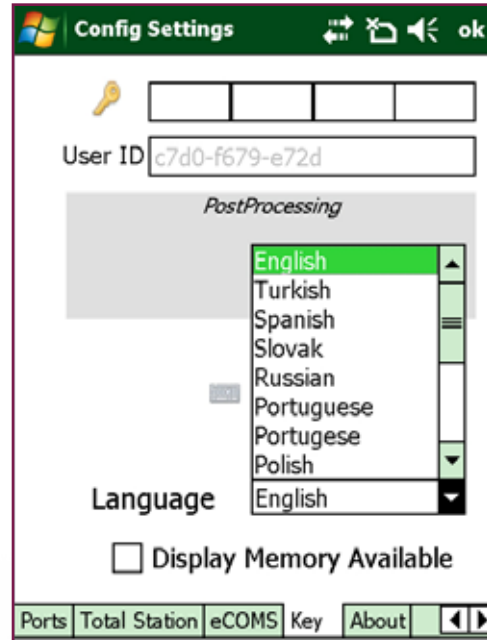 Config Settings ok
User ID c7d0-f679-e72d
PostProcessing
English
Turkish
Spanish
Slovak
Russian
Portuguese
Portugese
Polish
Language English
Display Memory Available
Ports Total Station eCOMS Key About